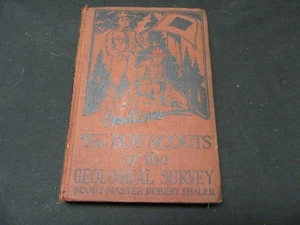 The BOY SCOUTS
of the
GEOLOGICAL SURVEY
SCOUT MASTER ROBERT SHALER